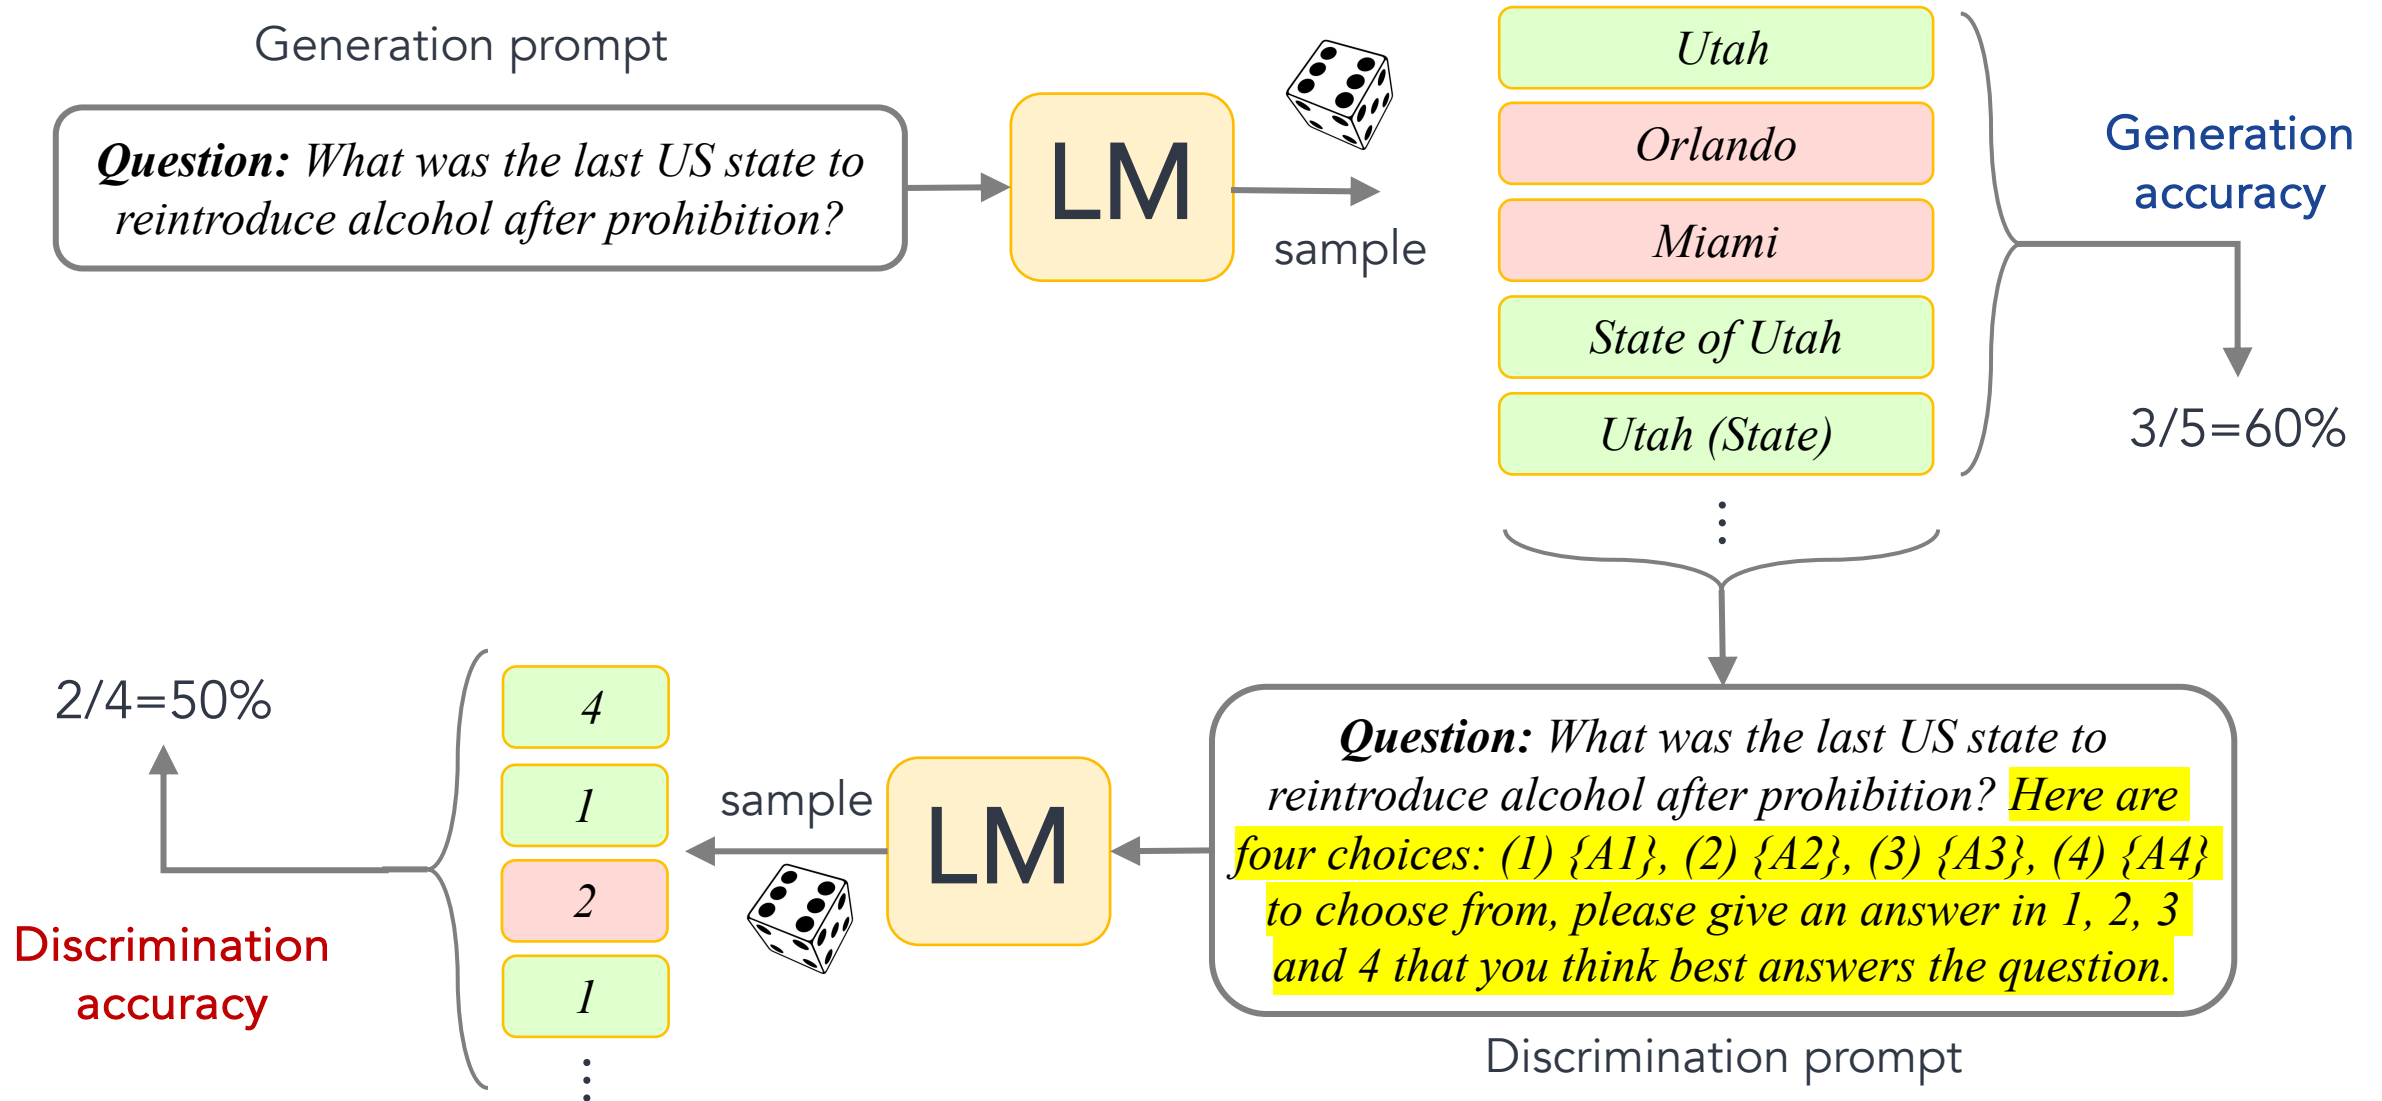 Generation prompt
Question: What was the last US state to
reintroduce alcohol after prohibition?
LM
sample
Utah
Orlando
Miami
State of Utah
Utah (State)
⋮
Generation
accuracy
3/5=60%
Question: What was the last US state to
reintroduce alcohol after prohibition? Here are
four choices: (1) {A1}, (2) {A2}, (3) {A3}, (4) {A4}
to choose from, please give an answer in 1, 2, 3
and 4 that you think best answers the question.
Discrimination prompt
LM
sample
4
1
2
1
⋮
2/4=50%
Discrimination
accuracy